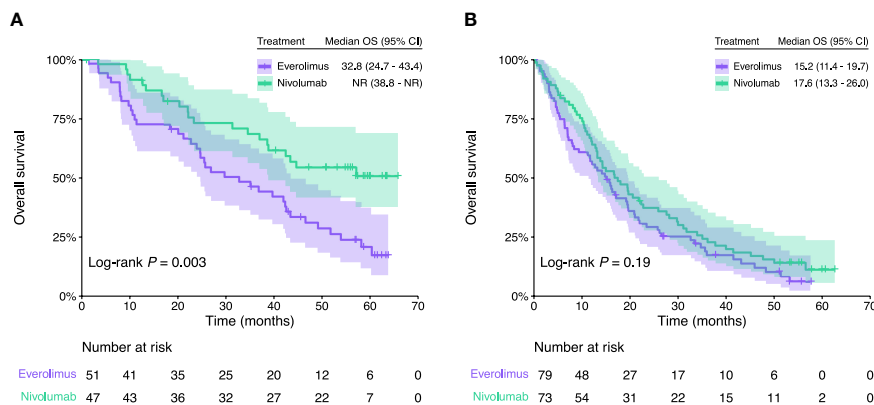 A
Treatment Median OS (95% CI)
Everolimus 32.8 (24.7 - 43.4)
Nivolumab NR (38.8 - NR)
100%
75%
50%
25%
0%
Overall survival
Log-rank P = 0.003
0 10 20 30 40 50 60 70
Time (months)
Number at risk
Everolimus 51 41 35 25 20 12 6 0
Nivolumab 47 43 36 32 27 22 7 0
B
Treatment Median OS (95% CI)
Everolimus 15.2 (11.4 - 19.7)
Nivolumab 17.6 (13.3 - 26.0)
100%
75%
50%
25%
0%
Overall survival
Log-rank P = 0.19
0 10 20 30 40 50 60 70
Time (months)
Number at risk
Everolimus 79 48 27 17 10 6 0 0
Nivolumab 73 54 31 22 15 11 2 0